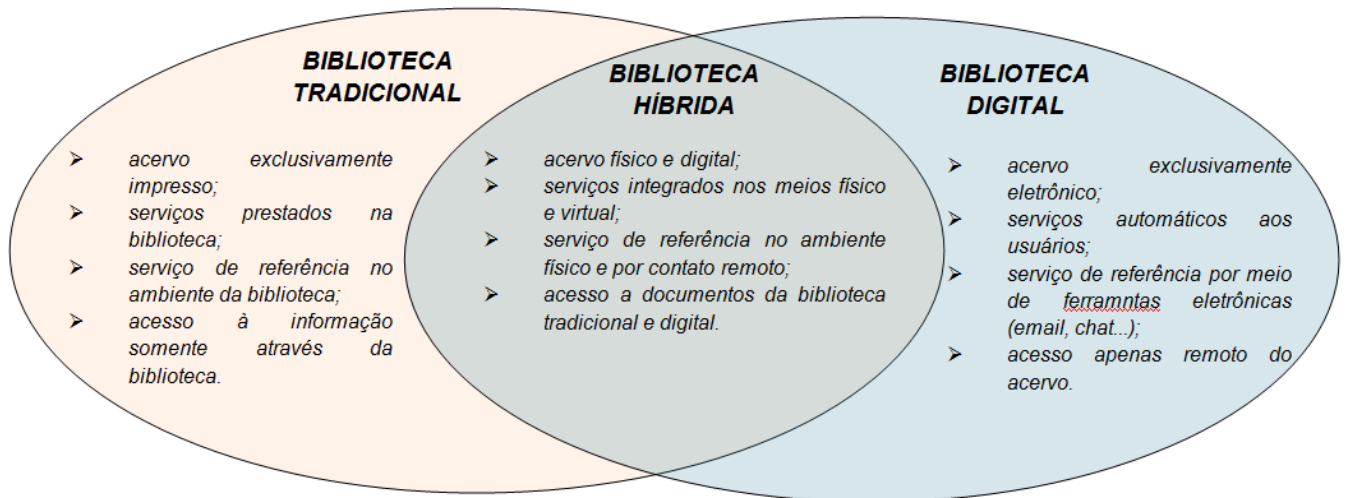 BIBLIOTECA
TRADICIONAL
➢ acervo exclusivamente
impresso;
➢ serviços prestados na
biblioteca;
➢ serviço de referência no
ambiente da biblioteca;
➢ acesso à informação
somente através da
biblioteca.
BIBLIOTECA
HÍBRIDA
➢ acervo físico e digital;
➢ serviços integrados nos meios físico
e virtual;
➢ serviço de referência no ambiente
físico e por contato remoto;
➢ acesso a documentos da biblioteca
tradicional e digital.
BIBLIOTECA
DIGITAL
➢ acervo exclusivamente
eletrônico;
➢ serviços automáticos aos
usuários;
➢ serviço de referência por meio
de ferramntas eletrônicas
(email, chat...);
➢ acesso apenas remoto do
acervo.